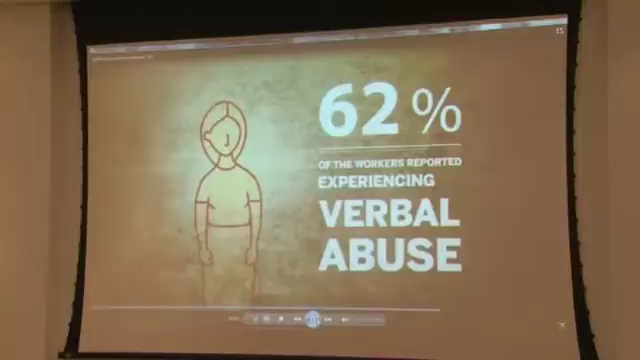 62%
OF THE WORKERS REPORTED
EXPERIENCING
VERBAL
ABUSE